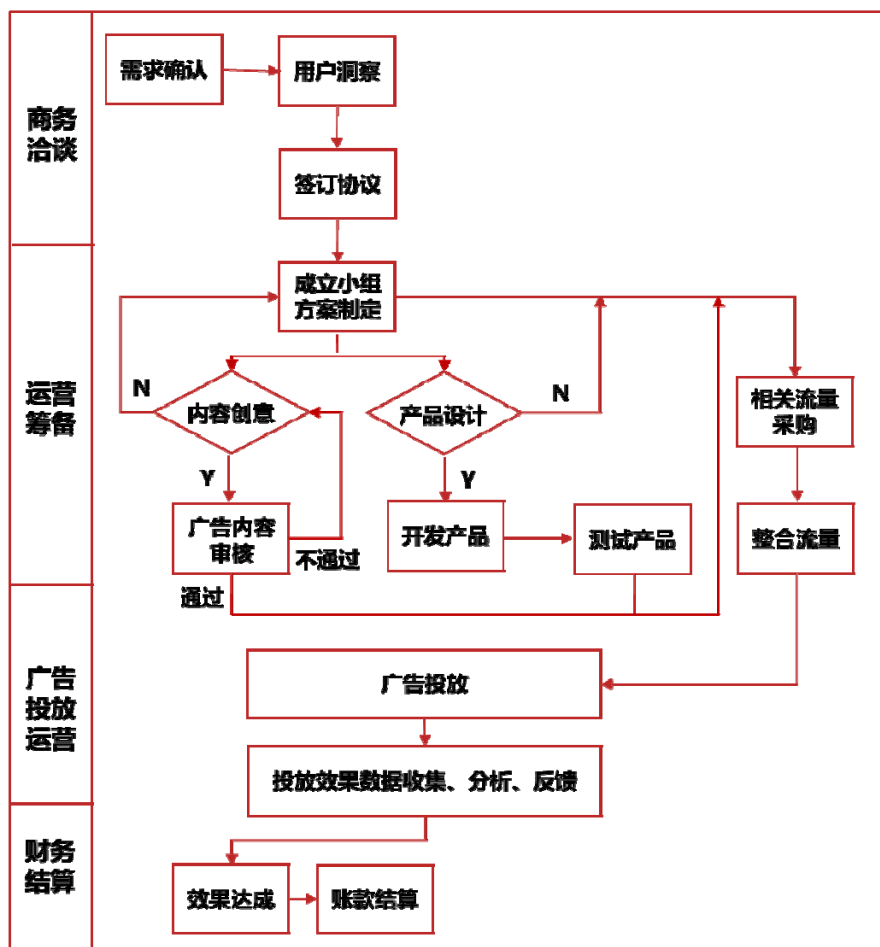 商务
洽谈
需求确认
用户洞察
签订协议
运营
筹备
成立小组
方案制定
N
内容创意
产品设计
N
相关流量
采购
Y
Y
广告内容
审核
不通过
通过
开发产品
测试产品
整合流量
广告
投放
运营
广告投放
投放效果数据收集、分析、反馈
财务
结算
效果达成
账款结算